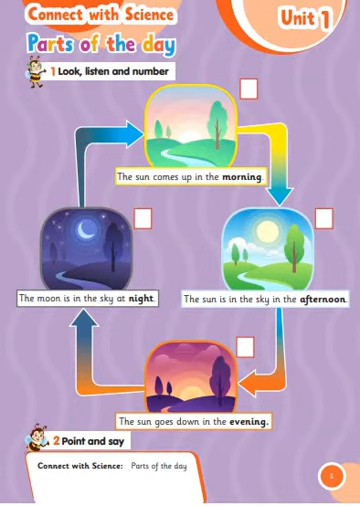 Connect with Science
Unit 1
Parts of the day
1 Look, listen and number
The sun comes up in the morning.
The moon is in the sky at night.
The sun is in the sky in the afternoon.
The sun goes down in the evening.
2 Point and say
Connect with Science: Parts of the day
5